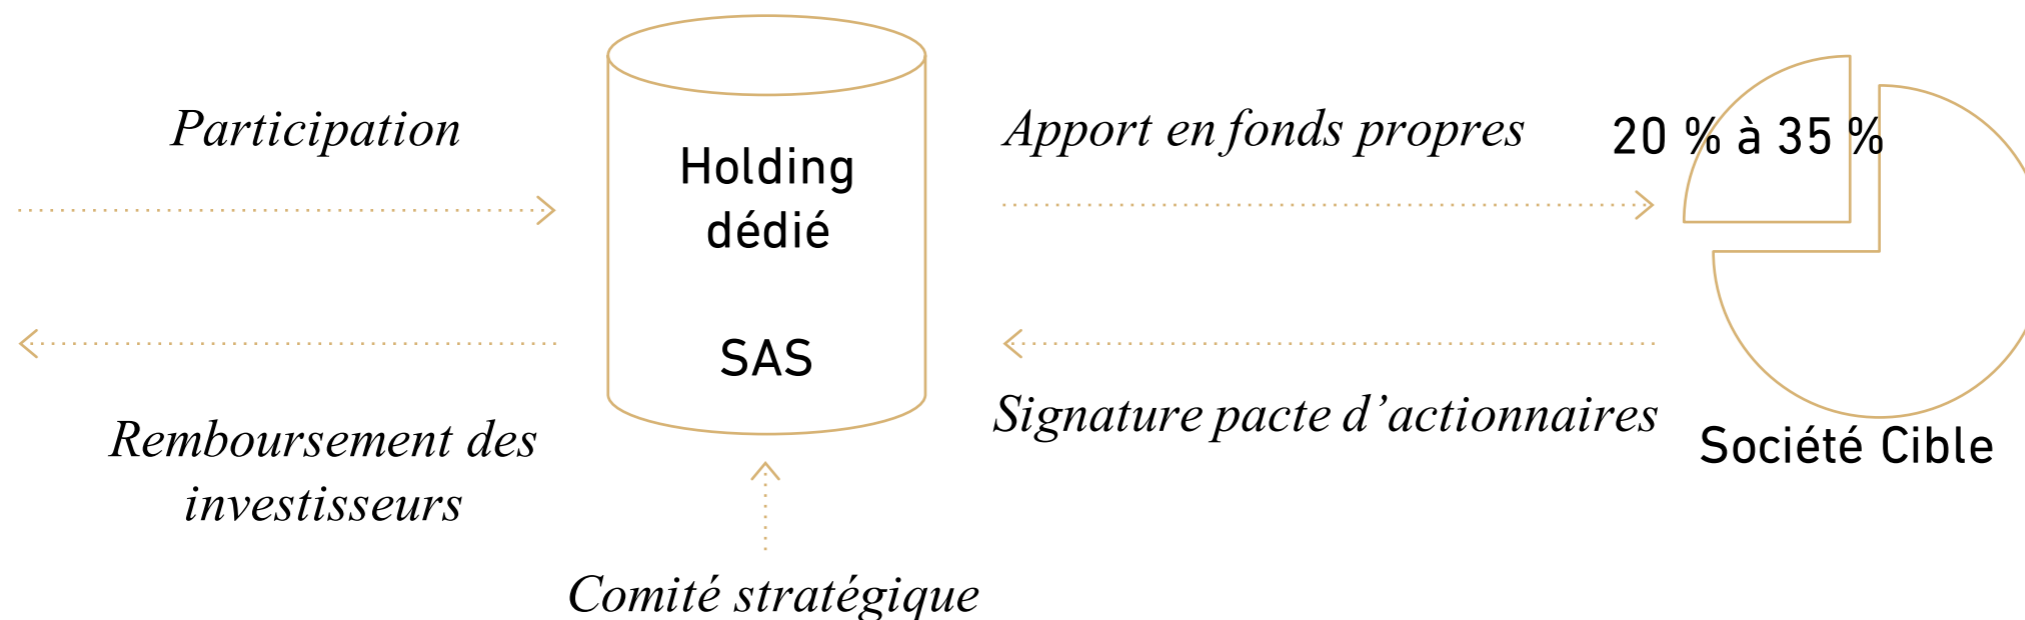 Participation
Holding
dédié
SAS
Apport en fonds propres
20 % à 35 %
Remboursement des
investisseurs
Signature pacte d’actionnaires
Société Cible
Comité stratégique